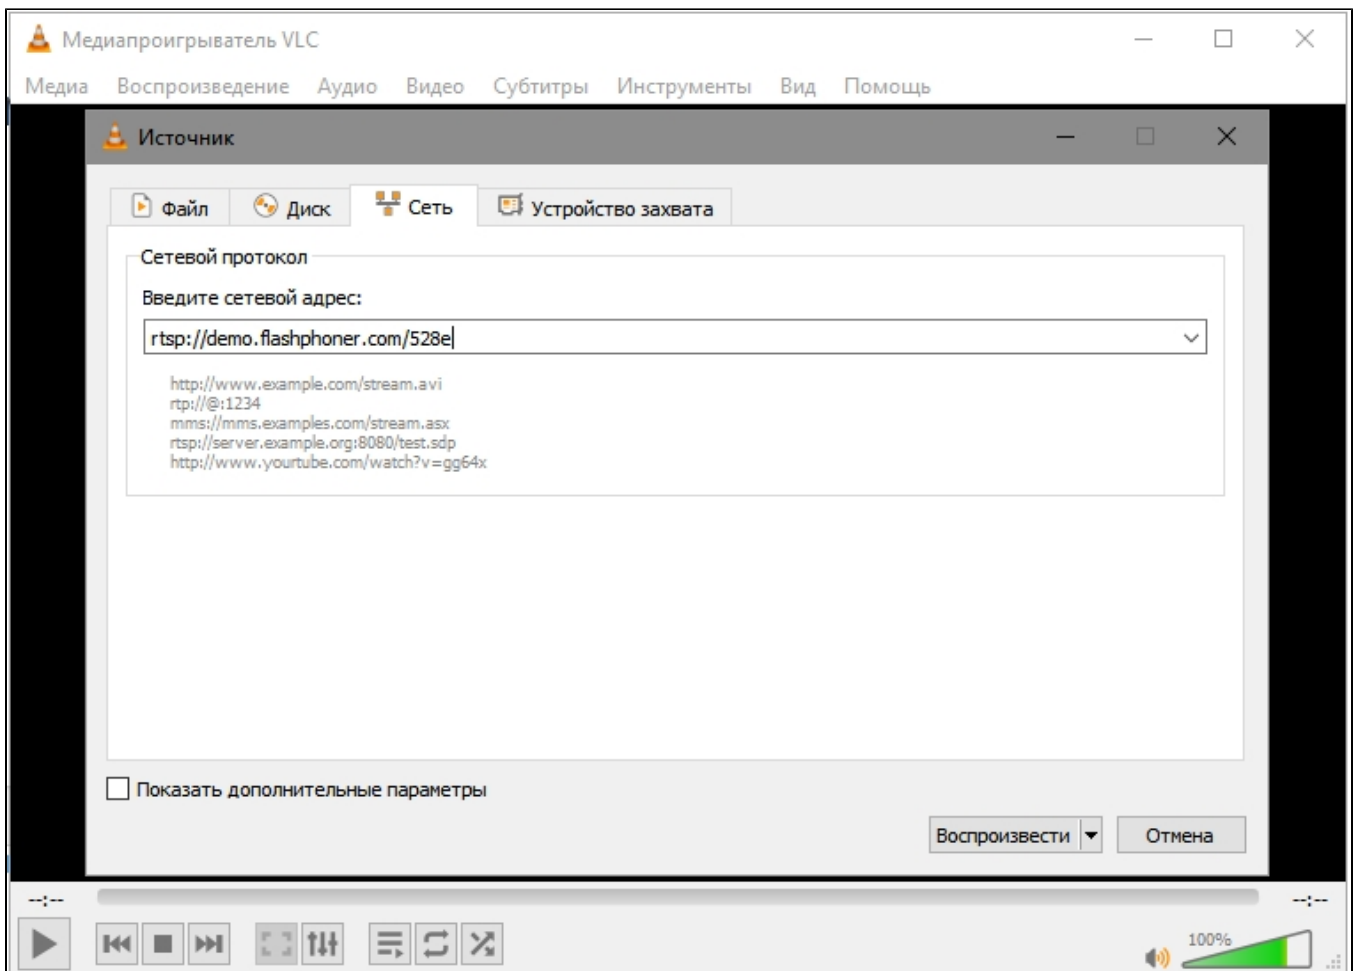 Медиапроигрыватель VLC
Медиа Воспроизведение Аудио Видео Субтитры Инструменты Вид Помощь
Источник
Файл Диск Сеть Устройство захвата
Сетевой протокол
Введите сетевой адрес:
rtsp://demo.flashphoner.com/528e
http://www.example.com/stream.avi
rtp://@:1234
mms://mms.examples.com/stream.asx
rtsp://server.example.org:8080/test.sdp
http://www.yourtube.com/watch?v=gg64x
Показать дополнительные параметры
Воспроизвести Отмена
--:-- --:--
100%